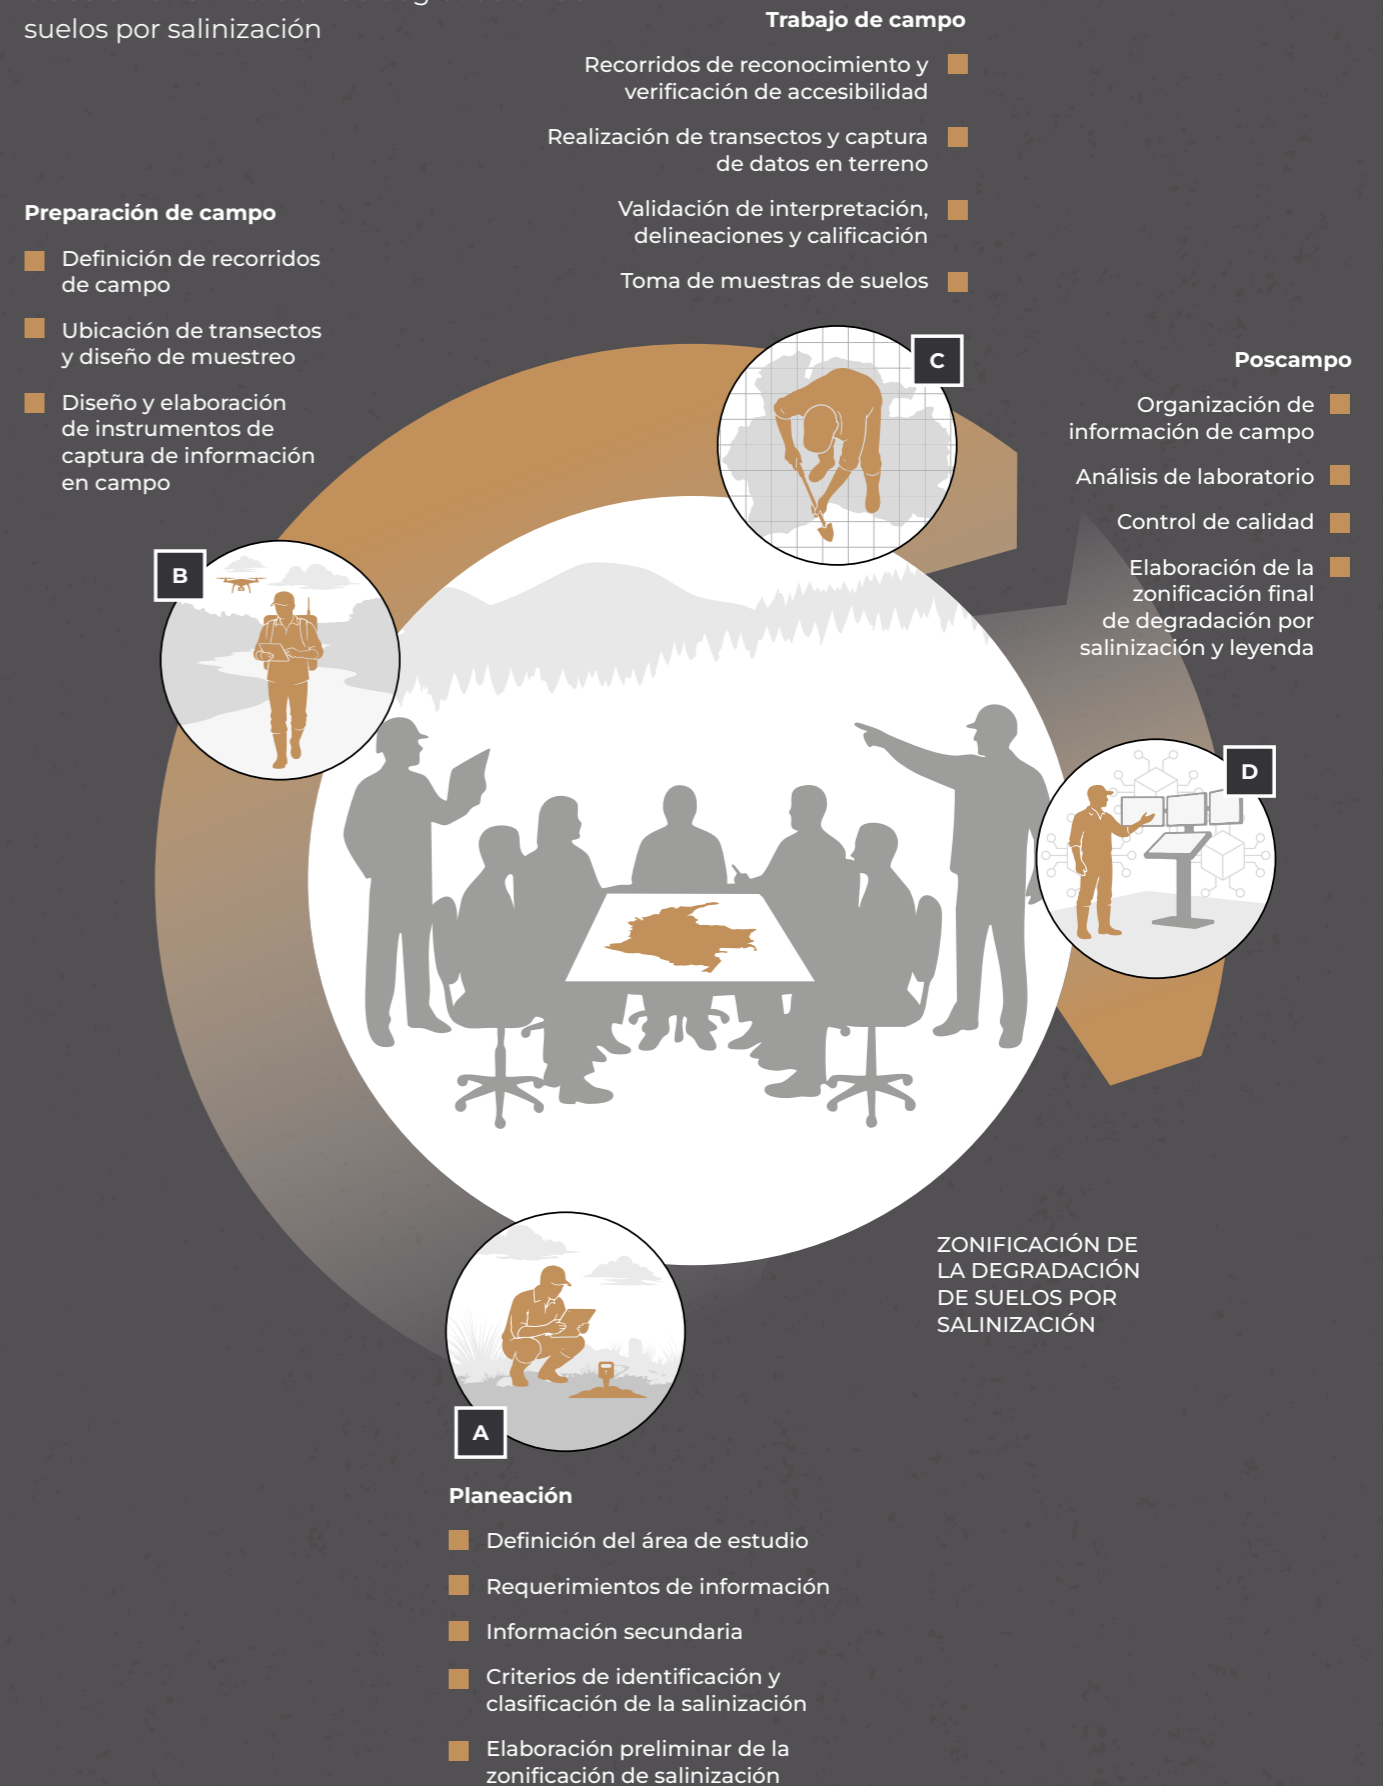 suelos por salinización
Trabajo de campo
Recorridos de reconocimiento y
verificación de accesibilidad
Realización de transectos y captura
de datos en terreno
Validación de interpretación,
delineaciones y calificación
Toma de muestras de suelos
Preparación de campo
Definición de recorridos
de campo
Ubicación de transectos
y diseño de muestreo
Diseño y elaboración
de instrumentos de
captura de información
en campo
C
Poscampo
Organización de
información de campo
Análisis de laboratorio
Control de calidad
Elaboración de la
zonificación final
de degradación por
salinización y leyenda
B
D
ZONIFICACIÓN DE
LA DEGRADACIÓN
DE SUELOS POR
SALINIZACIÓN
A
Planeación
Definición del área de estudio
Requerimientos de información
Información secundaria
Criterios de identificación y
clasificación de la salinización
Elaboración preliminar de la
zonificación de salinización